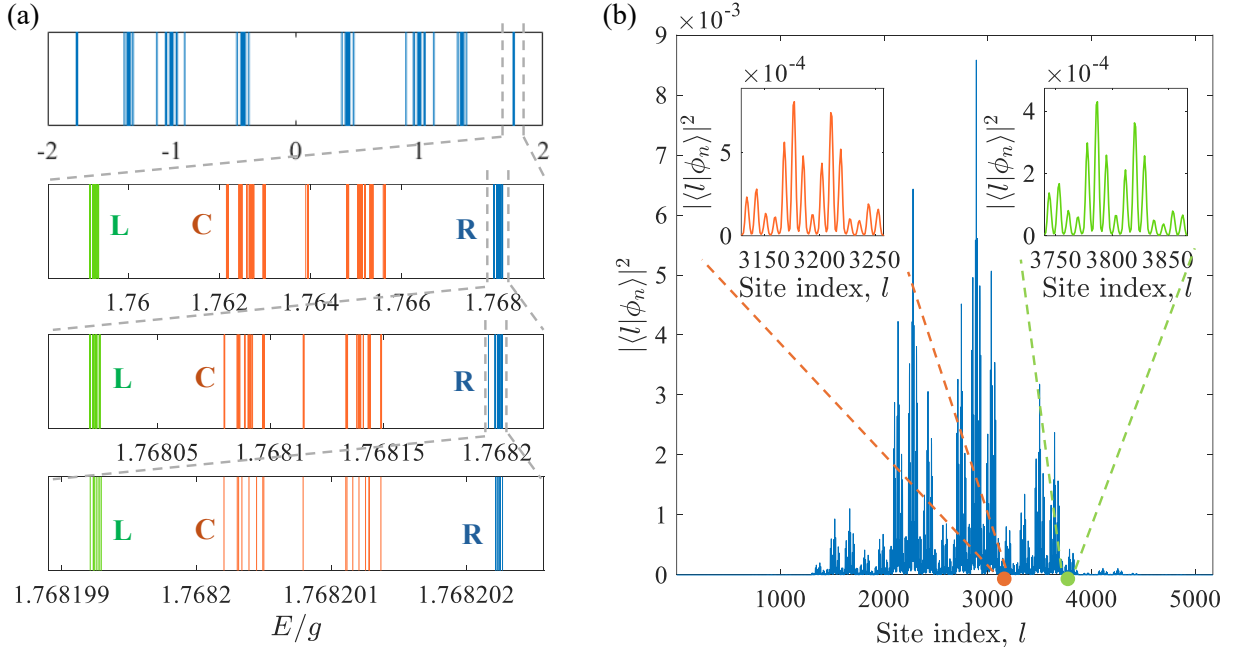 (a)
-2 -1 0 1 2
L C R
1.76 1.762 1.764 1.766 1.768
L C R
1.76805 1.7681 1.76815 1.7682
L C R
1.768199 1.7682 1.768201 1.768202
E/g
(b)
×10⁻³
9
8
7
6
5
4
3
2
1
0
|⟨l|ϕₙ⟩|²
1000 2000 3000 4000 5000
Site index, l
×10⁻⁴
5
0
|⟨l|ϕₙ⟩|²
3150 3200 3250
Site index, l
×10⁻⁴
4
2
0
|⟨l|ϕₙ⟩|²
3750 3800 3850
Site index, l